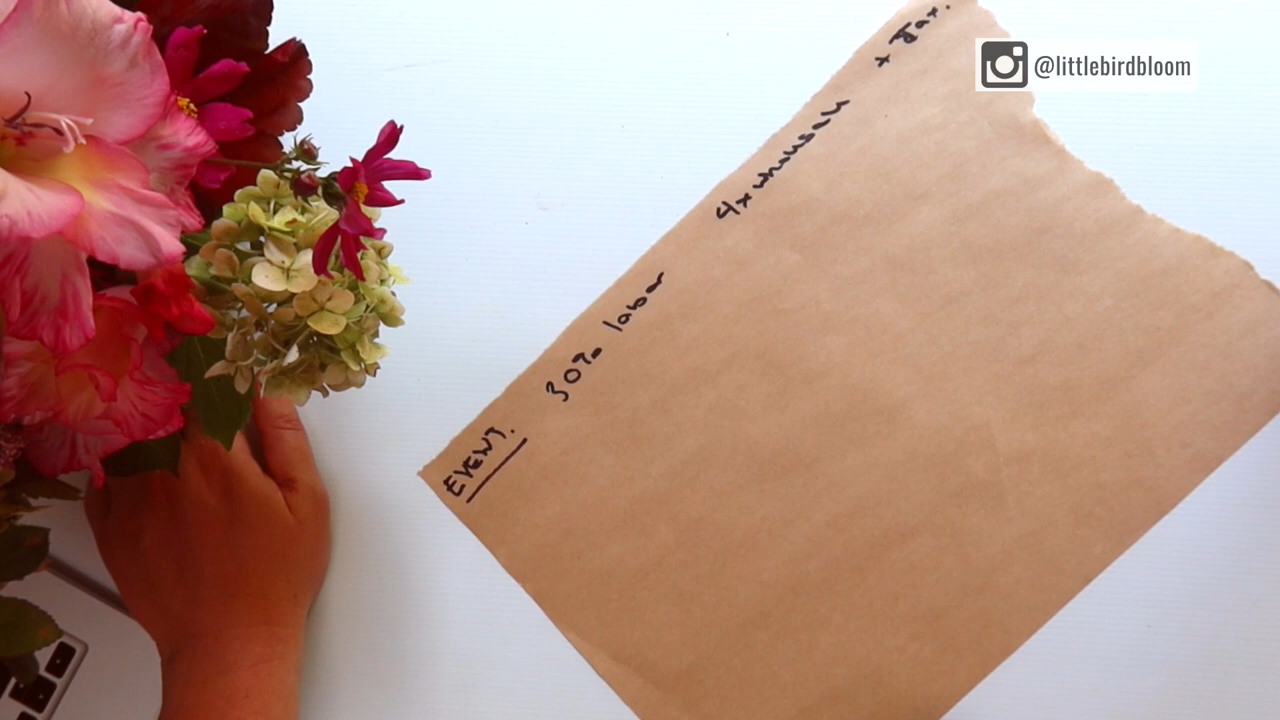 EVENT.
30% labor
4x wholesale
+ Tax.
@littlebirdbloom